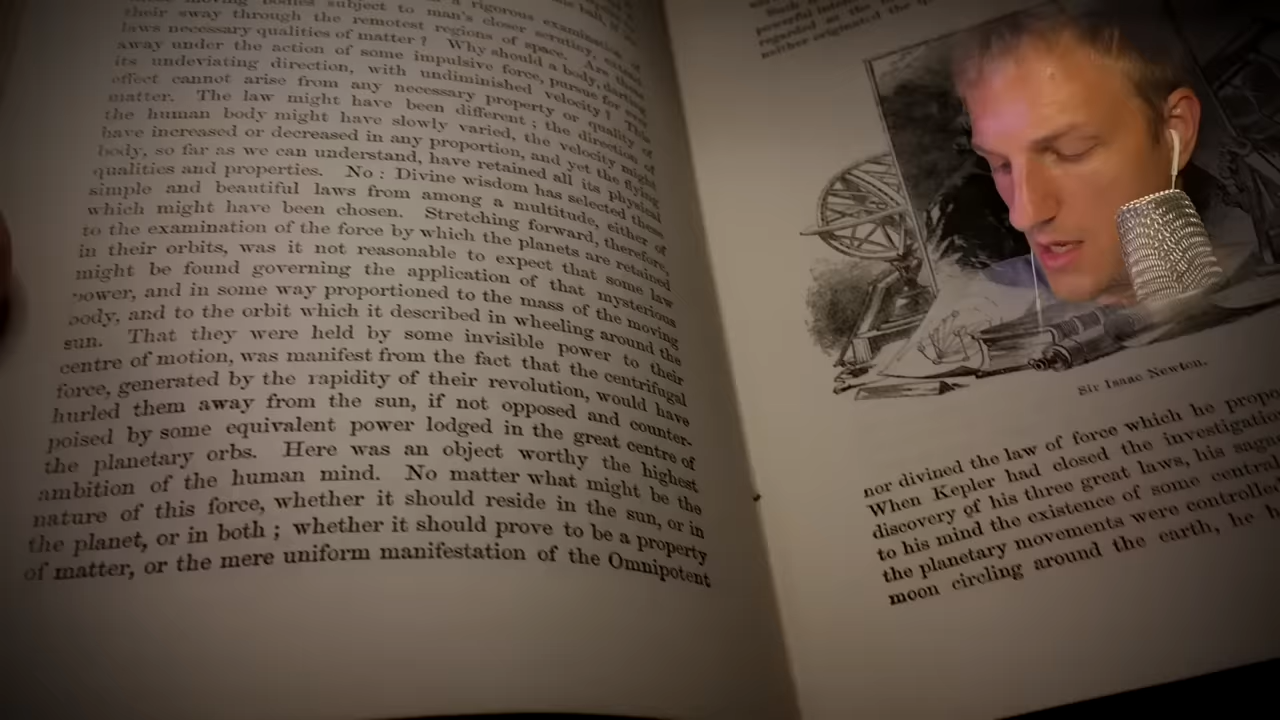 subject to man's closer scrutiny,
their sway through the remotest regions of space. Are these
laws necessary qualities of matter? Why should a body, darting
away under the action of some impulsive force, pursue for ever
its undeviating direction, with undiminished velocity? This
effect cannot arise from any necessary property or quality of
matter. The law might have been different; the direction of
the human body might have slowly varied, the velocity might
have increased or decreased in any proportion, and yet the flying
body, so far as we can understand, have retained all its physical
qualities and properties. No: Divine wisdom has selected these
simple and beautiful laws from among a multitude, either of
which might have been chosen. Stretching forward, therefore,
to the examination of the force by which the planets are retained
in their orbits, was it not reasonable to expect that some law
might be found governing the application of that mysterious
power, and in some way proportioned to the mass of the moving
body, and to the orbit which it described in wheeling around the
sun. That they were held by some invisible power to their
centre of motion, was manifest from the fact that the centrifugal
force, generated by the rapidity of their revolution, would have
hurled them away from the sun, if not opposed and counter-
poised by some equivalent power lodged in the great centre of
the planetary orbs. Here was an object worthy the highest
ambition of the human mind. No matter what might be the
nature of this force, whether it should reside in the sun, or in
the planet, or in both; whether it should prove to be a property
of matter, or the mere uniform manifestation of the Omnipotent
Sir Isaac Newton.
nor divined the law of force which he propo
When Kepler had closed the investigatio
discovery of his three great laws, his saga
to his mind the existence of some central
the planetary movements were controlled
moon circling around the earth, he h